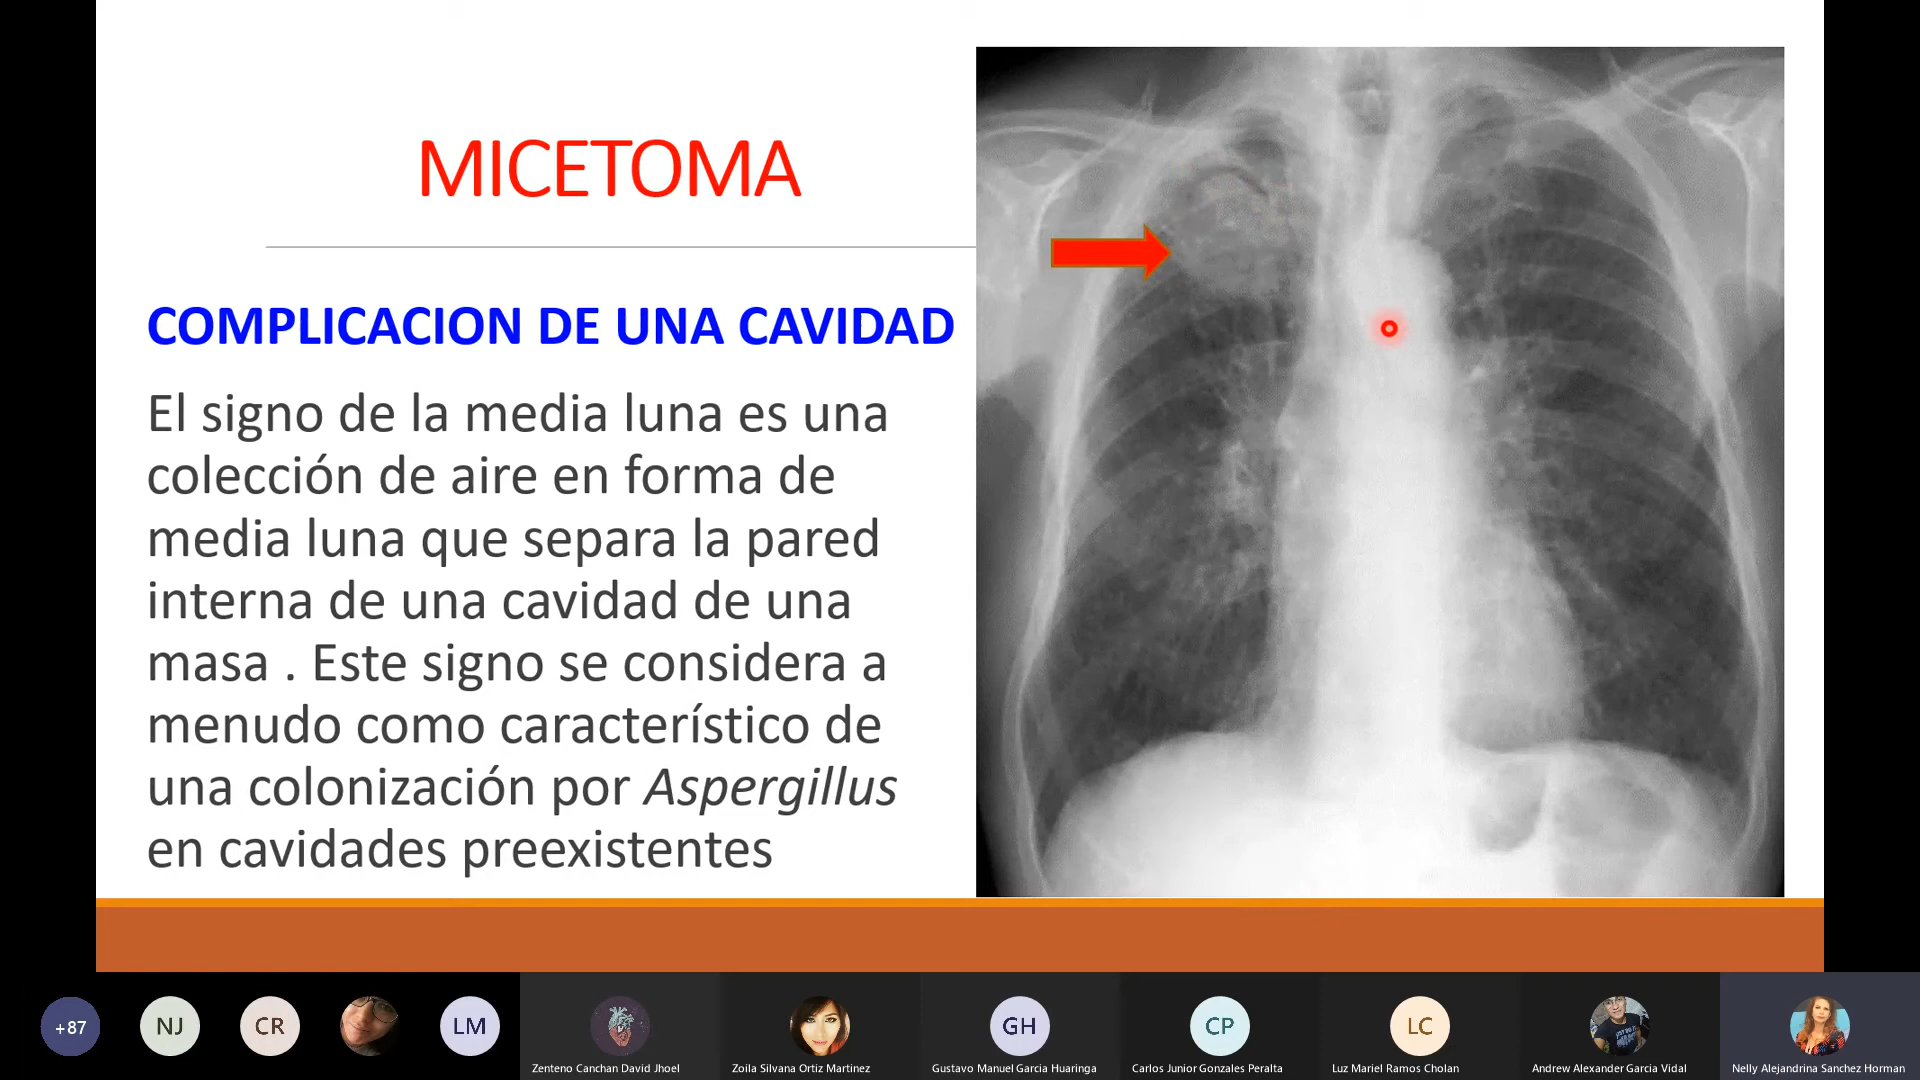 MICETOMA
COMPLICACION DE UNA CAVIDAD
El signo de la media luna es una
colección de aire en forma de
media luna que separa la pared
interna de una cavidad de una
masa . Este signo se considera a
menudo como característico de
una colonización por Aspergillus
en cavidades preexistentes
+87
NJ
CR
LM
GH
CP
LC
Zenteno Canchan David Jhoel
Zoila Silvana Ortiz Martinez
Gustavo Manuel Garcia Huaringa
Carlos Junior Gonzales Peralta
Luz Mariel Ramos Cholan
Andrew Alexander Garcia Vidal
Nelly Alejandrina Sanchez Horman